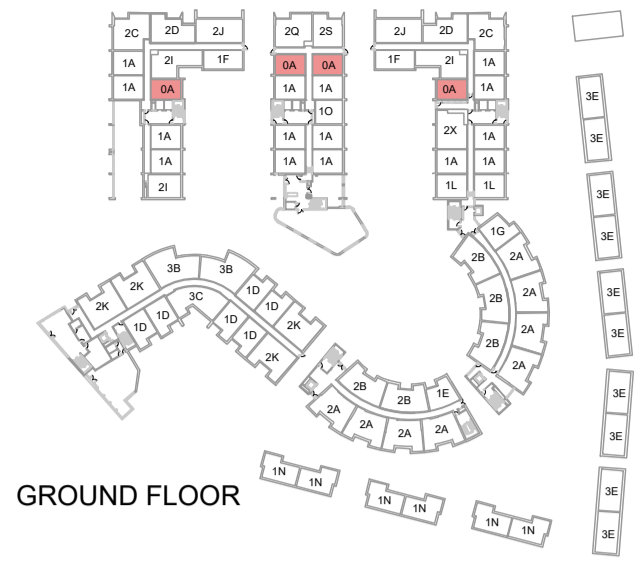 2C 2D 2J
1A 2I 1F
1A 0A
1A
1A
2I
2Q 2S
0A 0A
1A 1A
1O
1A 1A
1A 1A
2J 2D 2C
1F 2I 1A
0A 1A
2X 1A
1A 1A
1L 1L
1G
2B 2A
2B 2A
2A
2B 2A
3B 3B
2K 1D
2K 3C 1D
1D 1D 1D 2K
1D
2K
2B 2B 1E
2A 2A 2A 2A
1N 1N
1N 1N
1N 1N
3E
3E
3E
3E
3E
3E
3E
3E
3E
3E
GROUND FLOOR